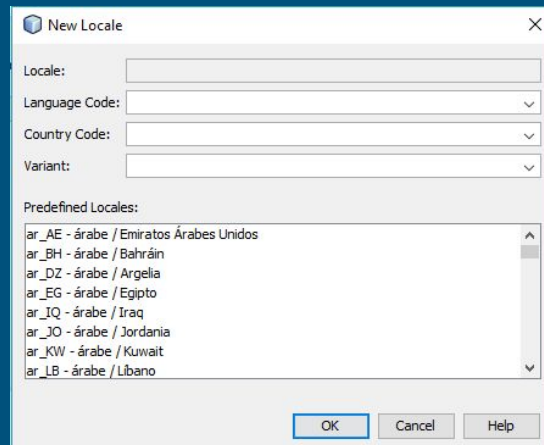 New Locale
Locale:
Language Code:
Country Code:
Variant:
Predefined Locales:
ar_AE - árabe / Emiratos Árabes Unidos
ar_BH - árabe / Bahráin
ar_DZ - árabe / Argelia
ar_EG - árabe / Egipto
ar_IQ - árabe / Iraq
ar_JO - árabe / Jordania
ar_KW - árabe / Kuwait
ar_LB - árabe / Líbano
OK Cancel Help